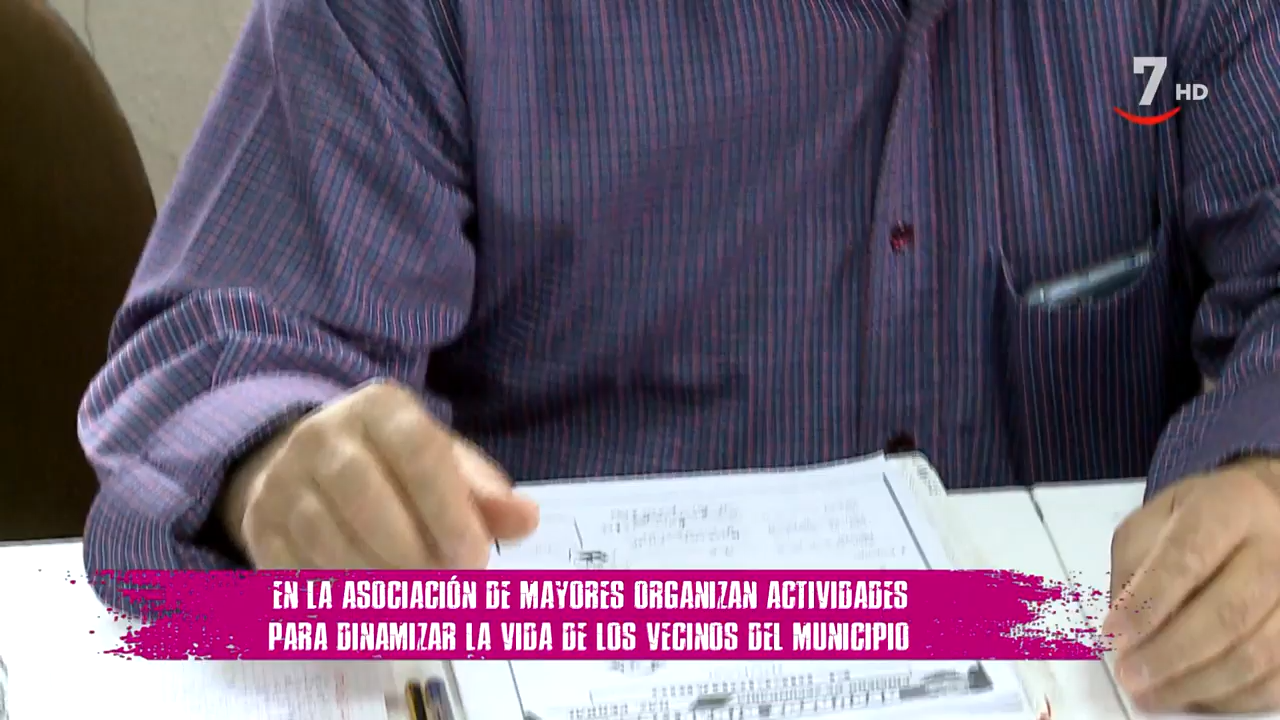 7 HD
EN LA ASOCIACIÓN DE MAYORES ORGANIZAN ACTIVIDADES
PARA DINAMIZAR LA VIDA DE LOS VECINOS DEL MUNICIPIO